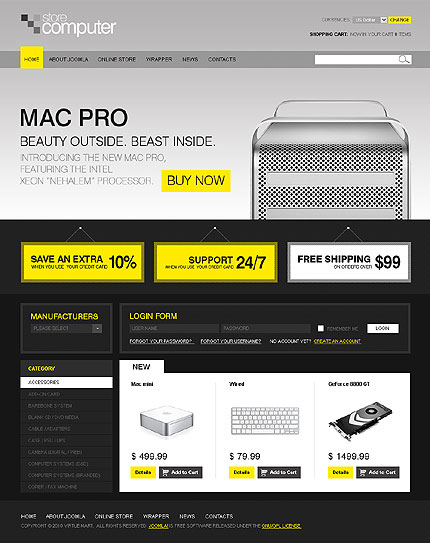 store
computer
CURRENCIES: US Dollar CHANGE
SHOPPING CART: NOW IN YOUR CART 0 ITEMS
HOME ABOUT JOOMLA! ONLINE STORE WRAPPER NEWS CONTACTS
MAC PRO
BEAUTY OUTSIDE. BEAST INSIDE.
INTRODUCING THE NEW MAC PRO,
FEATURING THE INTEL
XEON "NEHALEM" PROCESSOR.
BUY NOW
SAVE AN EXTRA 10%
WHEN YOU USE YOUR CREDIT CARD
SUPPORT 24/7
WHEN YOU USE YOUR CREDIT CARD
FREE SHIPPING $99
ON ORDERS OVER
MANUFACTURERS
PLEASE SELECT
LOGIN FORM
USER NAME PASSWORD REMEMBER ME LOGIN
FORGOT YOUR PASSWORD? FORGOT YOUR USERNAME? NO ACCOUNT YET? CREATE AN ACCOUNT
CATEGORY
ACCESSORIES
ADD-ON CARD
BAREBONE SYSTEM
BLANK CD / DVD MEDIA
CABLE / ADAPTERS
CAMERA (DIGITAL / FREE)
COMPUTER SYSTEMS
COMPUTER SYSTEMS (BRANDED)
COPIER / FAX MACHINE
NEW
Mac mini
$ 499.99
Details Add to Cart
Wired
$ 79.99
Details Add to Cart
GeForce 8800 GT
$ 1499.99
Details Add to Cart
HOME ABOUT JOOMLA! ONLINE STORE WRAPPER NEWS CONTACTS
COPYRIGHT © 2010 VIRTUE MART. ALL RIGHTS RESERVED. JOOMLA! IS FREE SOFTWARE RELEASED UNDER THE GNU/GPL LICENSE.